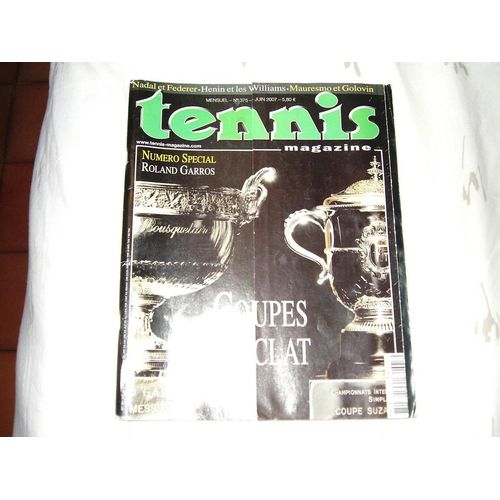 Nadal et Federer - Henin et les Williams - Mauresmo et Golovin
MENSUEL - N°375 - JUIN 2007 - 5,80 €
tennis
www.tennis-magazine.com
magazine
NUMERO SPECIAL
ROLAND GARROS
COUPES
CLAT
CHAMPIONNATS INTE
SIMPL
COUPE SUZA